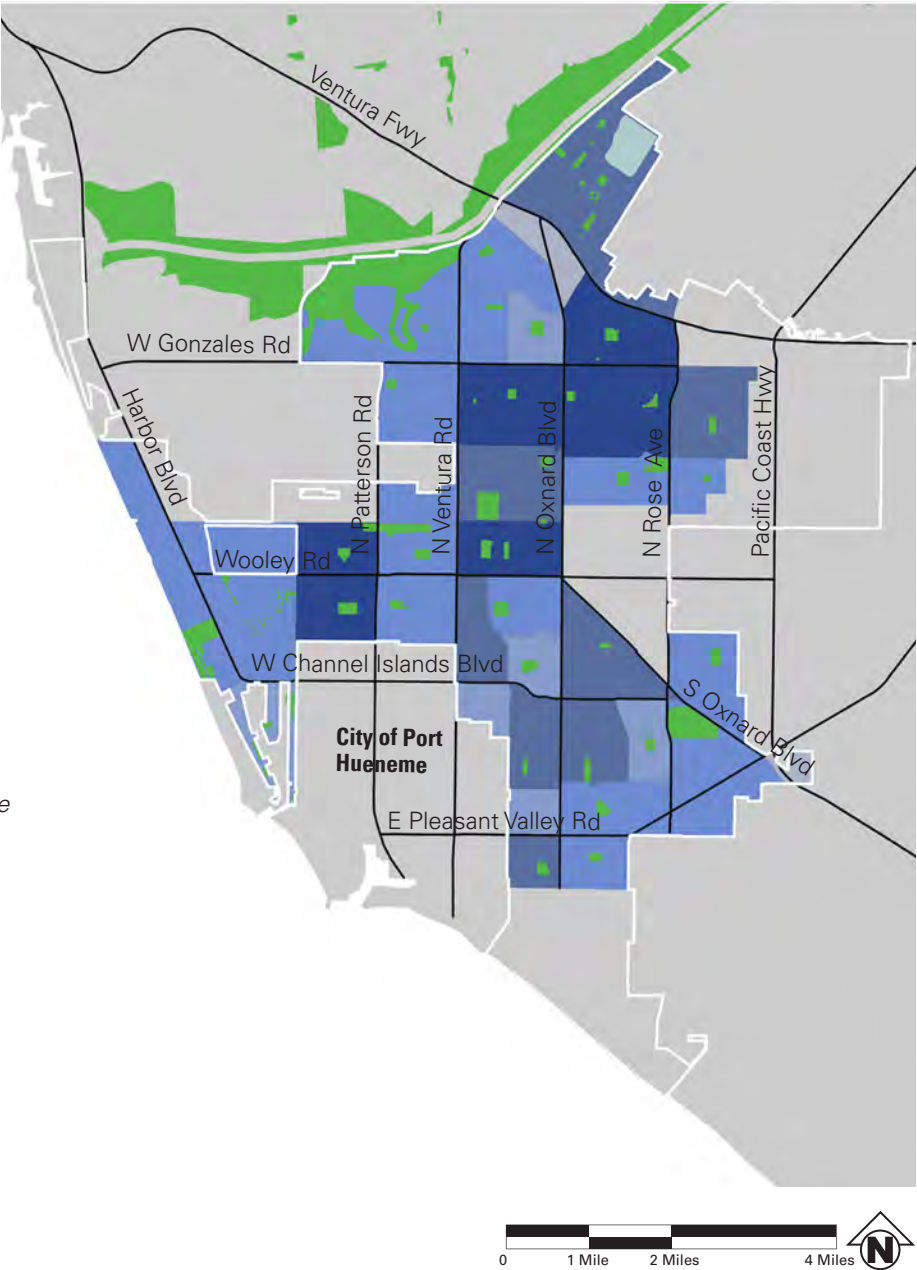 Ventura Fwy
W Gonzales Rd
Harbor Blvd
N Patterson Rd
N Ventura Rd
N Oxnard Blvd
N Rose Ave
Pacific Coast Hwy
Wooley Rd
W Channel Islands Blvd
S Oxnard Blvd
City of Port
Hueneme
e
E Pleasant Valley Rd
0 1 Mile 2 Miles 4 Miles
N